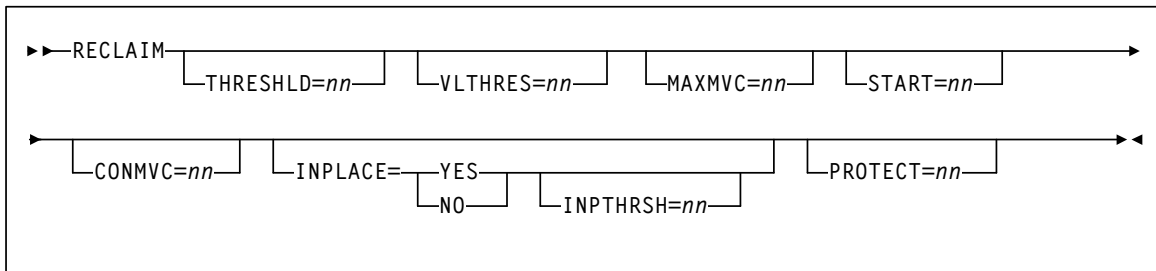 RECLAIM
THRESHLD=nn VLTHRES=nn MAXMVC=nn START=nn
CONMVC=nn INPLACE= YES PROTECT=nn
NO INPTHRSH=nn